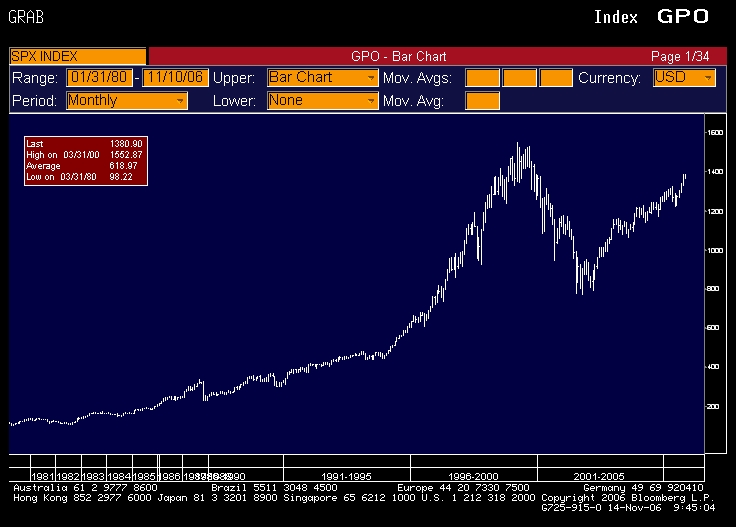 GRAB Index GPO
SPX INDEX GPO - Bar Chart Page 1/34
Range: 01/31/80 - 11/10/06 Upper: Bar Chart Mov. Avgs: Currency: USD
Period: Monthly Lower: None Mov. Avg:
Last 1380.90
High on 03/31/00 1552.87
Average 618.97
Low on 03/31/80 98.22
1600
1400
1200
1000
800
600
400
200
1981 1982 1983 1984 1985 1986 1990 1991-1995 1996-2000 2001-2005
Australia 61 2 9777 8600 Brazil 5511 3048 4500 Europe 44 20 7330 7500 Germany 49 69 920410
Hong Kong 852 2977 6000 Japan 81 3 3201 8900 Singapore 65 6212 1000 U.S. 1 212 318 2000 Copyright 2006 Bloomberg L.P.
G725-915-0 14-Nov-06 9:45:04